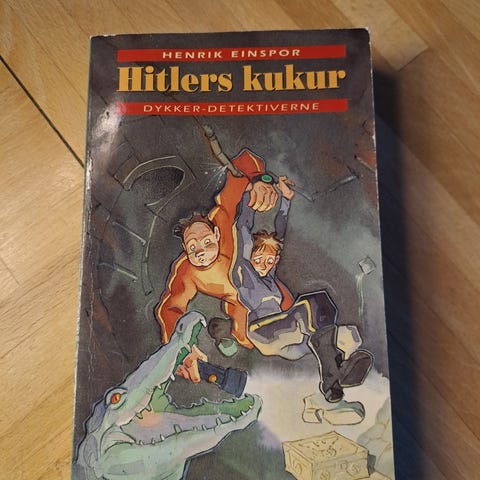 HENRIK EINSPOR
Hitlers kukur
DYKKER-DETEKTIVERNE